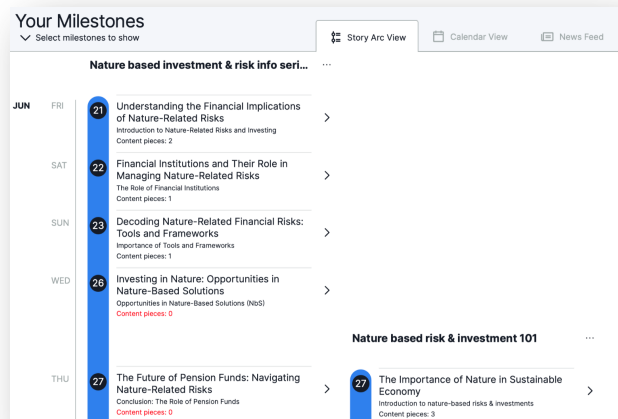 Your Milestones
Select milestones to show
Story Arc View
Calendar View
News Feed
Nature based investment & risk info seri...
...
JUN
FRI
21
Understanding the Financial Implications
of Nature-Related Risks
Introduction to Nature-Related Risks and Investing
Content pieces: 2
SAT
22
Financial Institutions and Their Role in
Managing Nature-Related Risks
The Role of Financial Institutions
Content pieces: 1
SUN
23
Decoding Nature-Related Financial Risks:
Tools and Frameworks
Importance of Tools and Frameworks
Content pieces: 1
WED
26
Investing in Nature: Opportunities in
Nature-Based Solutions
Opportunities in Nature-Based Solutions (NbS)
Content pieces: 0
THU
27
The Future of Pension Funds: Navigating
Nature-Related Risks
Conclusion: The Role of Pension Funds
Content pieces: 0
Nature based risk & investment 101
...
27
The Importance of Nature in Sustainable
Economy
Introduction to nature-based risks & investments
Content pieces: 3